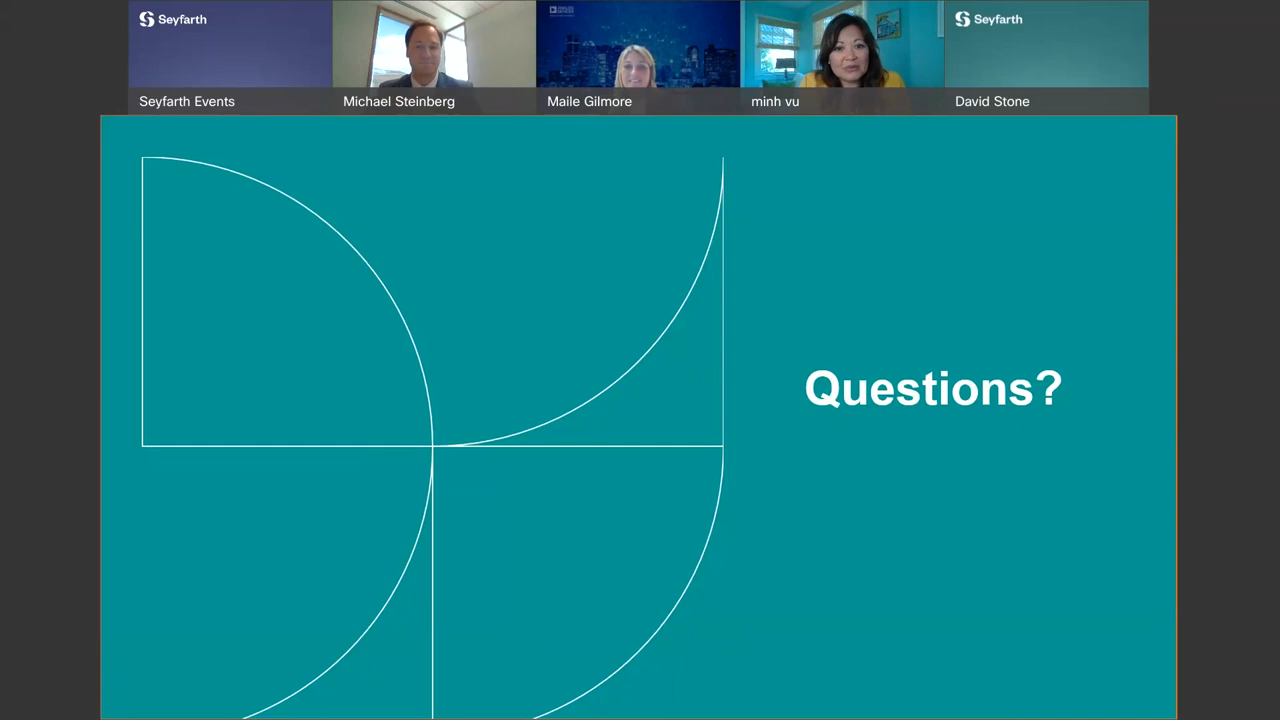 Seyfarth
Seyfarth
Seyfarth Events
Michael Steinberg
Maile Gilmore
minh vu
David Stone
Questions?